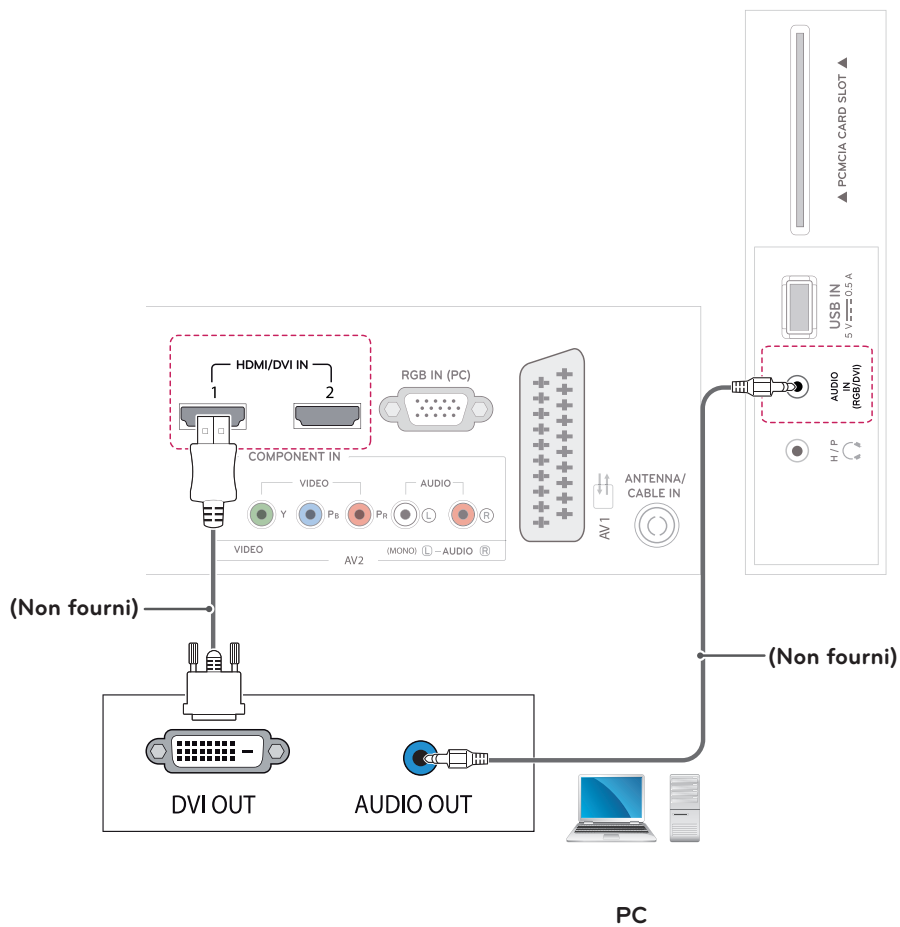 ▲ PCMCIA CARD SLOT ▲
USB IN
5 V 0.5 A
AUDIO
IN
(RGB/DVI)
H / P
HDMI/DVI IN
1 2
RGB IN (PC)
COMPONENT IN
VIDEO AUDIO
Y PB PR L R
VIDEO
AV2
(MONO) L – AUDIO R
AV1
ANTENNA/
CABLE IN
(Non fourni)
(Non fourni)
DVI OUT
AUDIO OUT
PC